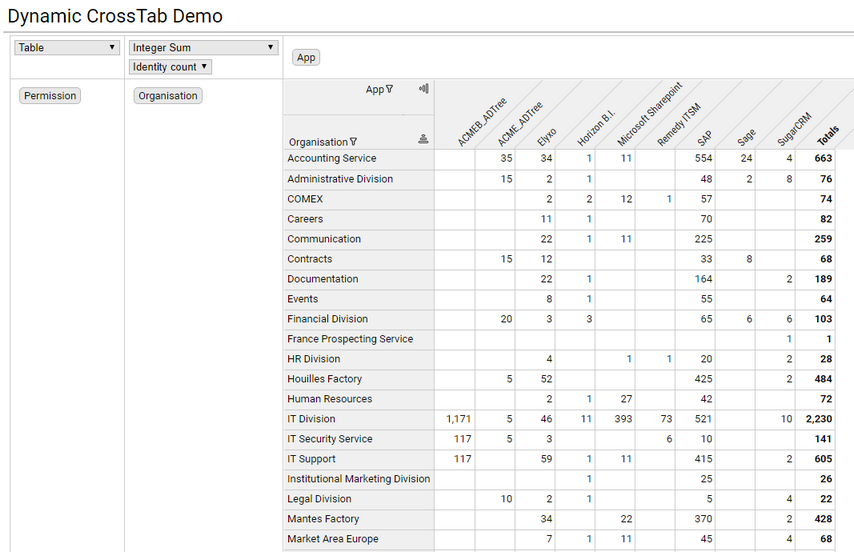 Dynamic CrossTab Demo
Table
Integer Sum
Identity count
App
Permission
Organisation
App
Organisation
ACMEB_ADTree ACME_ADTree Elyxo Horizon B.I. Microsoft Sharepoint Remedy ITSM SAP Sage SugarCRM Totals
Accounting Service 35 34 1 11 554 24 4 663
Administrative Division 15 2 1 48 2 8 76
COMEX 2 2 12 1 57 74
Careers 11 1 70 82
Communication 22 1 11 225 259
Contracts 15 12 33 8 68
Documentation 22 1 164 2 189
Events 8 1 55 64
Financial Division 20 3 3 65 6 6 103
France Prospecting Service 1 1
HR Division 4 1 1 20 2 28
Houilles Factory 5 52 425 2 484
Human Resources 2 1 27 42 72
IT Division 1,171 5 46 11 393 73 521 10 2,230
IT Security Service 117 5 3 6 10 141
IT Support 117 59 1 11 415 2 605
Institutional Marketing Division 1 25 26
Legal Division 10 2 1 5 4 22
Mantes Factory 34 22 370 2 428
Market Area Europe 7 1 11 45 4 68